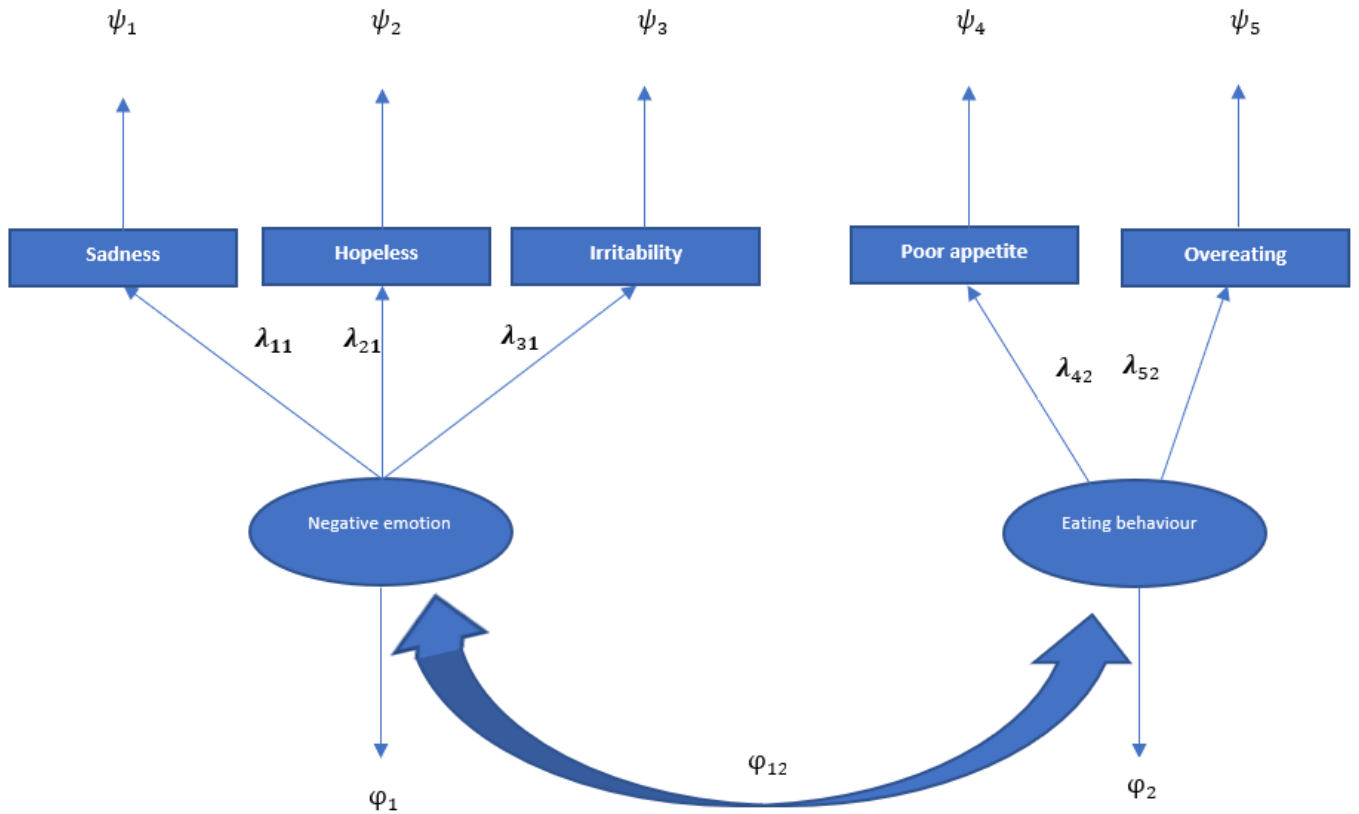 ψ₁ ψ₂ ψ₃ ψ₄ ψ₅
Sadness Hopeless Irritability Poor appetite Overeating
λ₁₁ λ₂₁ λ₃₁ λ₄₂ λ₅₂
Negative emotion Eating behaviour
φ₁₂
φ₁ φ₂